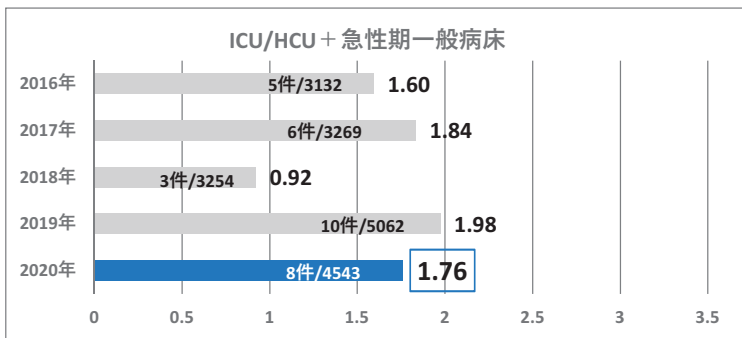 ICU/HCU＋急性期一般病床
2016年 5件/3132 1.60
2017年 6件/3269 1.84
2018年 3件/3254 0.92
2019年 10件/5062 1.98
2020年 8件/4543 1.76
0 0.5 1 1.5 2 2.5 3 3.5